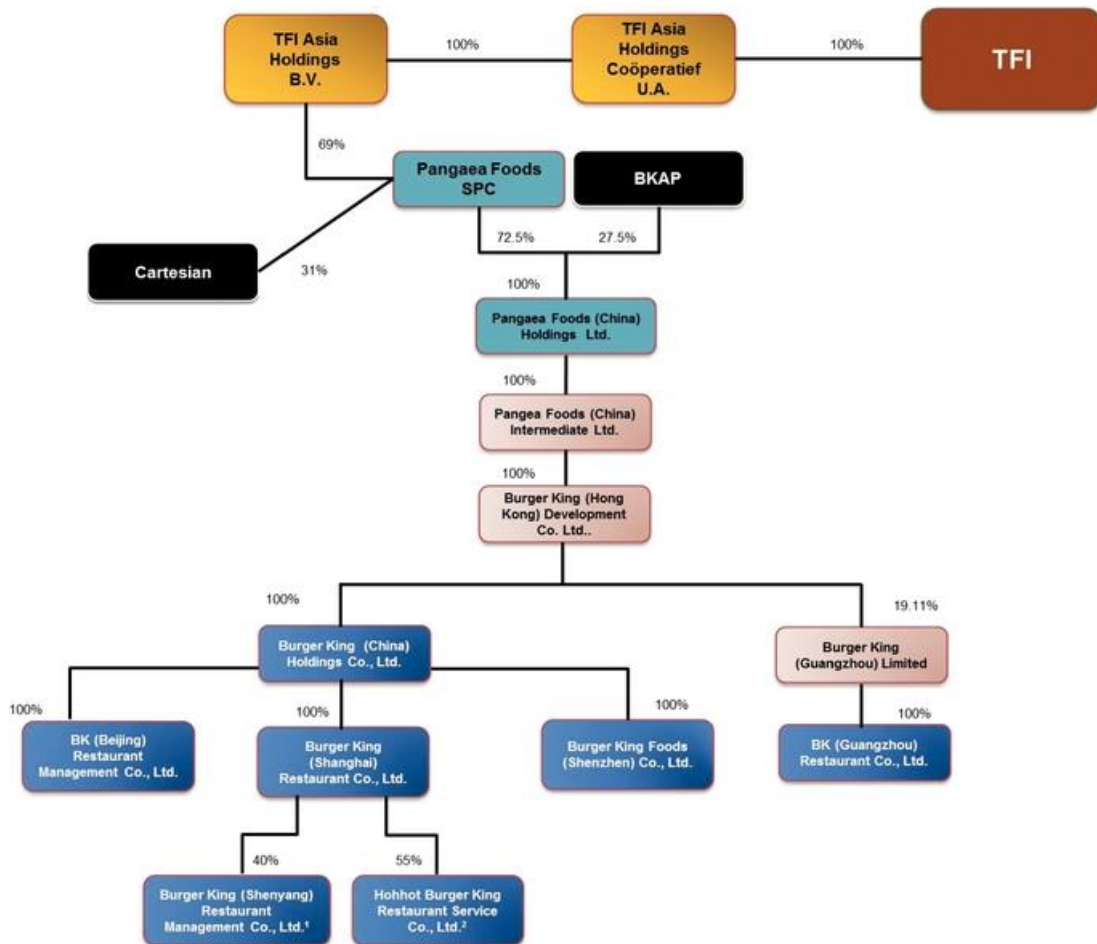 TFI Asia
Holdings
B.V.
100%
TFI Asia
Holdings
Coöperatief
U.A.
100%
TFI
69%
Pangaea Foods
SPC
BKAP
Cartesian
31%
72.5%
27.5%
100%
Pangaea Foods (China)
Holdings Ltd.
100%
Pangea Foods (China)
Intermediate Ltd.
100%
Burger King (Hong
Kong) Development
Co. Ltd..
100%
19.11%
Burger King (China)
Holdings Co., Ltd.
Burger King
(Guangzhou) Limited
100%
100%
100%
100%
BK (Beijing)
Restaurant
Management Co., Ltd.
Burger King
(Shanghai)
Restaurant Co., Ltd.
Burger King Foods
(Shenzhen) Co., Ltd.
BK (Guangzhou)
Restaurant Co., Ltd.
40%
55%
Burger King (Shenyang)
Restaurant
Management Co., Ltd.¹
Hohhot Burger King
Restaurant Service
Co., Ltd.²